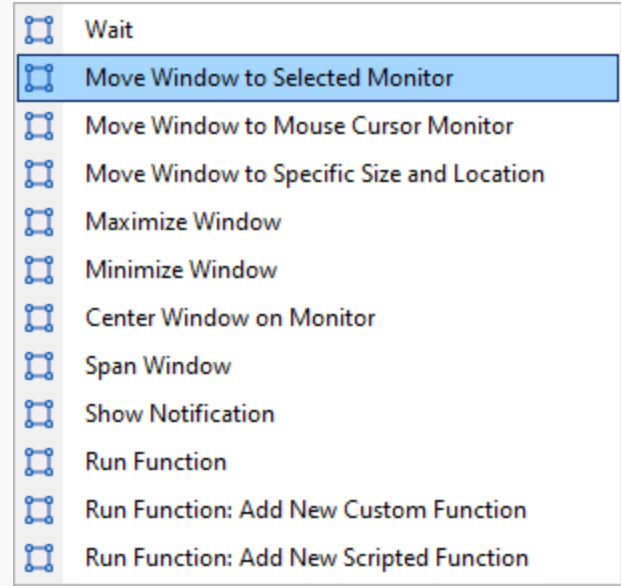 Wait
Move Window to Selected Monitor
Move Window to Mouse Cursor Monitor
Move Window to Specific Size and Location
Maximize Window
Minimize Window
Center Window on Monitor
Span Window
Show Notification
Run Function
Run Function: Add New Custom Function
Run Function: Add New Scripted Function